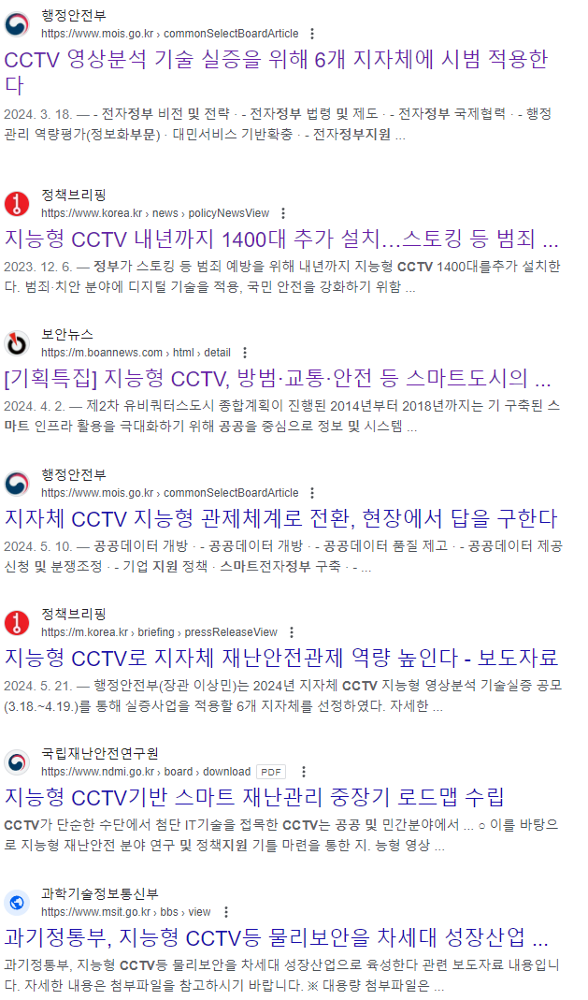 행정안전부
https://www.mois.go.kr › commonSelectBoardArticle
CCTV 영상분석 기술 실증을 위해 6개 지자체에 시범 적용한
다
2024. 3. 18. — - 전자정부 비전 및 전략 · - 전자정부 법령 및 제도 · - 전자정부 국제협력 · - 행정
관리 역량평가(정보화부문) · 대민서비스 기반확충 · - 전자정부지원 ...
정책브리핑
https://www.korea.kr › news › policyNewsView
지능형 CCTV 내년까지 1400대 추가 설치…스토킹 등 범죄 ...
2023. 12. 6. — 정부가 스토킹 등 범죄 예방을 위해 내년까지 지능형 CCTV 1400대를추가 설치한
다. 범죄·치안 분야에 디지털 기술을 적용, 국민 안전을 강화하기 위함 ...
보안뉴스
https://m.boannews.com › html › detail
[기획특집] 지능형 CCTV, 방범·교통·안전 등 스마트도시의 ...
2024. 4. 2. — 제2차 유비쿼터스도시 종합계획이 진행된 2014년부터 2018년까지는 기 구축된 스
마트 인프라 활용을 극대화하기 위해 공공을 중심으로 정보 및 시스템 ...
행정안전부
https://www.mois.go.kr › commonSelectBoardArticle
지자체 CCTV 지능형 관제체계로 전환, 현장에서 답을 구한다
2024. 5. 10. — 공공데이터 개방 · - 공공데이터 개방 · - 공공데이터 품질 제고 · - 공공데이터 제공
신청 및 분쟁조정 · - 기업 지원 정책 · 스마트전자정부 구축 · - ...
정책브리핑
https://m.korea.kr › briefing › pressReleaseView
지능형 CCTV로 지자체 재난안전관제 역량 높인다 - 보도자료
2024. 5. 21. — 행정안전부(장관 이상민)는 2024년 지자체 CCTV 지능형 영상분석 기술실증 공모
(3.18.~4.19.)를 통해 실증사업을 적용할 6개 지자체를 선정하였다. 자세한 ...
국립재난안전연구원
https://www.ndmi.go.kr › board › download PDF
지능형 CCTV기반 스마트 재난관리 중장기 로드맵 수립
CCTV가 단순한 수단에서 첨단 IT기술을 접목한 CCTV는 공공 및 민간분야에서 ... ○ 이를 바탕으
로 지능형 재난안전 분야 연구 및 정책지원 기틀 마련을 통한 지. 능형 영상 ...
과학기술정보통신부
https://www.msit.go.kr › bbs › view
과기정통부, 지능형 CCTV등 물리보안을 차세대 성장산업 ...
과기정통부, 지능형 CCTV등 물리보안을 차세대 성장산업으로 육성한다 관련 보도자료 내용입니
다. 자세한 내용은 첨부파일을 참고하시기 바랍니다. ※ 대용량 첨부파일은 ...